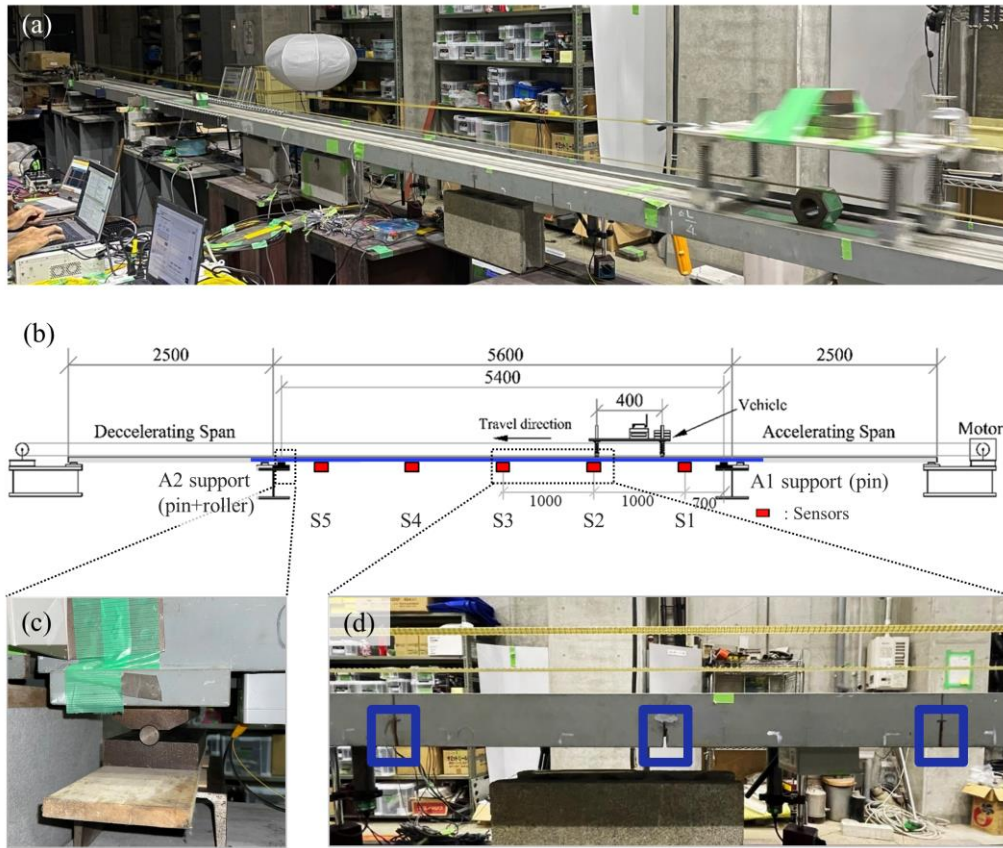 (a)
L
4
(b)
2500
5600
2500
5400
400
Vehicle
Travel direction
Deccelerating Span
Accelerating Span
Motor
A2 support
(pin+roller)
A1 support (pin)
1000
1000
700
: Sensors
S5
S4
S3
S2
S1
(c)
(d)